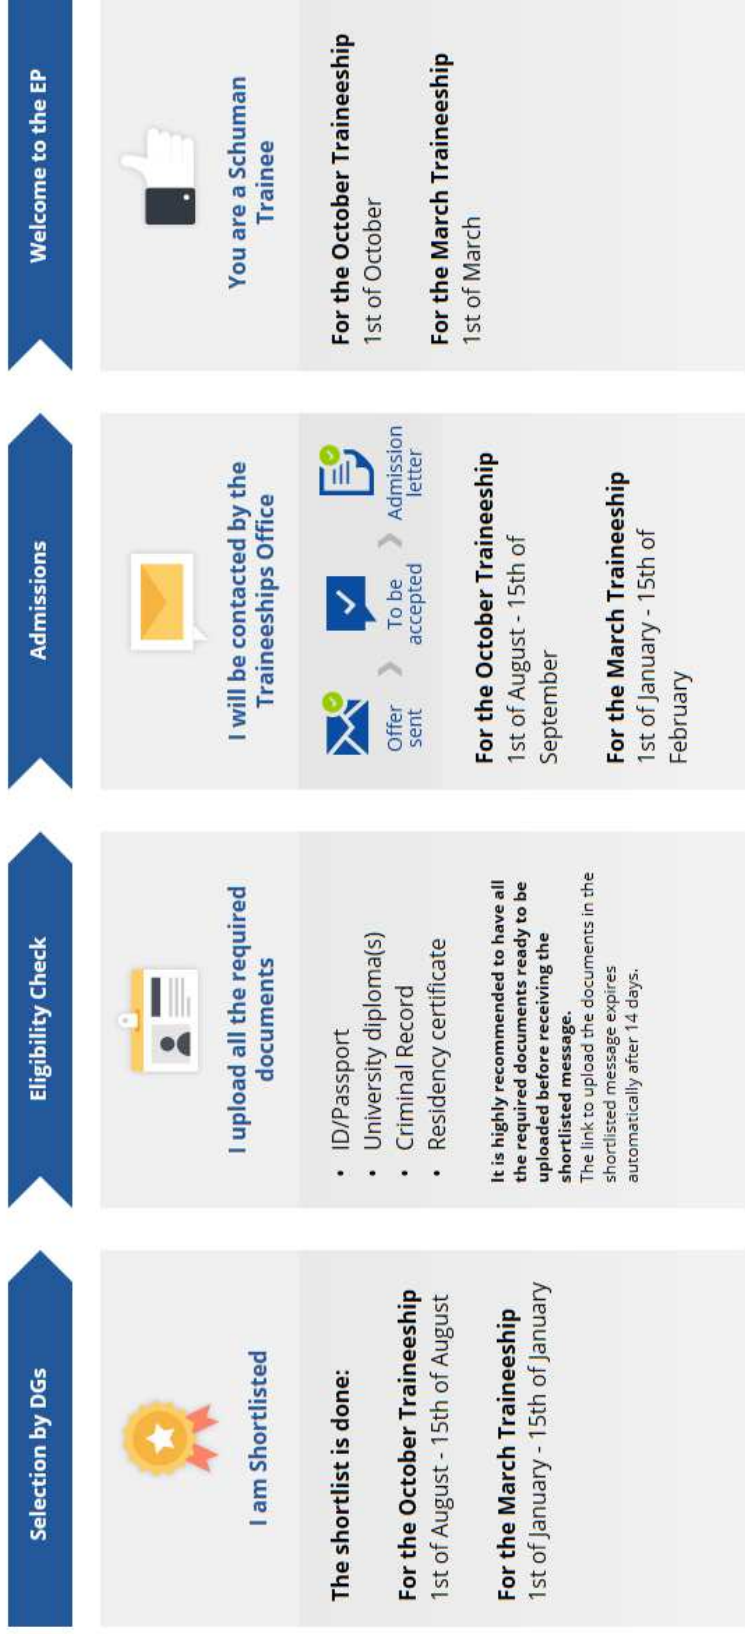 Selection by DGs
I am Shortlisted
The shortlist is done:
For the October Traineeship
1st of August - 15th of August
For the March Traineeship
1st of January - 15th of January
Eligibility Check
I upload all the required
documents
• ID/Passport
• University diploma(s)
• Criminal Record
• Residency certificate
It is highly recommended to have all
the required documents ready to be
uploaded before receiving the
shortlisted message.
The link to upload the documents in the
shortlisted message expires
automatically after 14 days.
Admissions
I will be contacted by the
Traineeships Office
Offer
sent
To be
accepted
Admission
letter
For the October Traineeship
1st of August - 15th of
September
For the March Traineeship
1st of January - 15th of
February
Welcome to the EP
You are a Schuman
Trainee
For the October Traineeship
1st of October
For the March Traineeship
1st of March